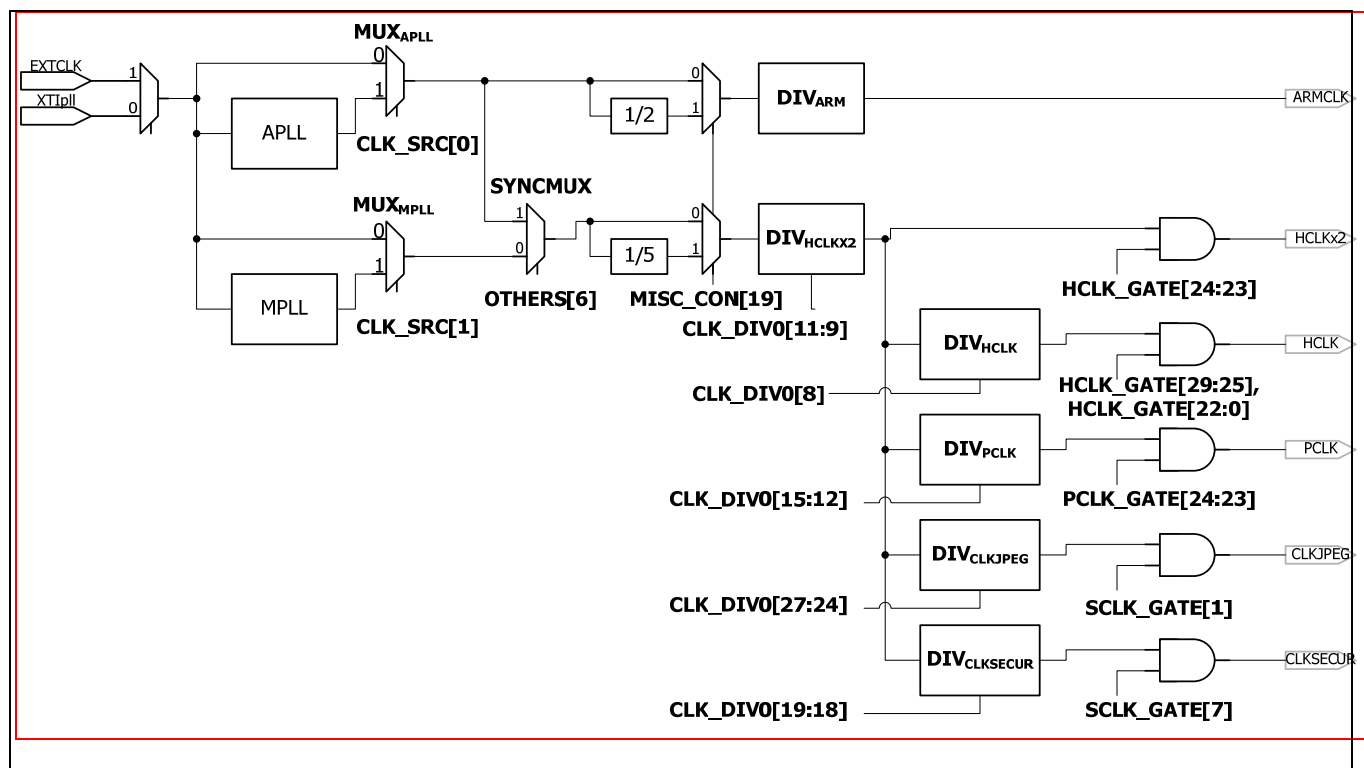 MUXAPLL
EXTCLK
1
0
XTIpll
0
1
APLL
CLK_SRC[0]
0
1/2
1
DIVARM
ARMCLK
SYNCMUX
MUXMPLL
0
1
MPLL
CLK_SRC[1]
1
0
OTHERS[6]
0
1/5
1
MISC_CON[19]
DIVHCLKX2
CLK_DIV0[11:9]
HCLKx2
HCLK_GATE[24:23]
DIVHCLK
HCLK
CLK_DIV0[8]
HCLK_GATE[29:25],
HCLK_GATE[22:0]
DIVPCLK
PCLK
CLK_DIV0[15:12]
PCLK_GATE[24:23]
DIVCLKJPEG
CLKJPEG
CLK_DIV0[27:24]
SCLK_GATE[1]
DIVCLKSECUR
CLKSECUR
CLK_DIV0[19:18]
SCLK_GATE[7]